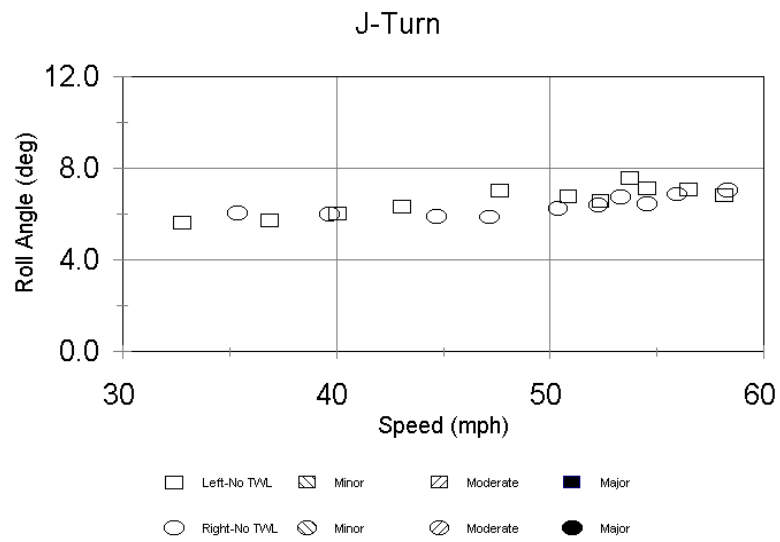 J-Turn
12.0
8.0
4.0
0.0
Roll Angle (deg)
30 40 50 60
Speed (mph)
Left-No TWL Minor Moderate Major
Right-No TWL Minor Moderate Major